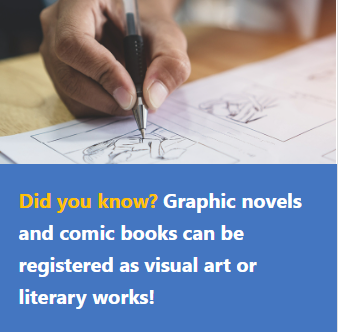 Did you know? Graphic novels
and comic books can be
registered as visual art or
literary works!